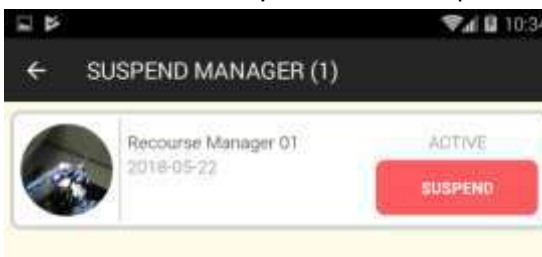 10:34
SUSPEND MANAGER (1)
Recourse Manager 01
2018-05-22
ACTIVE
SUSPEND